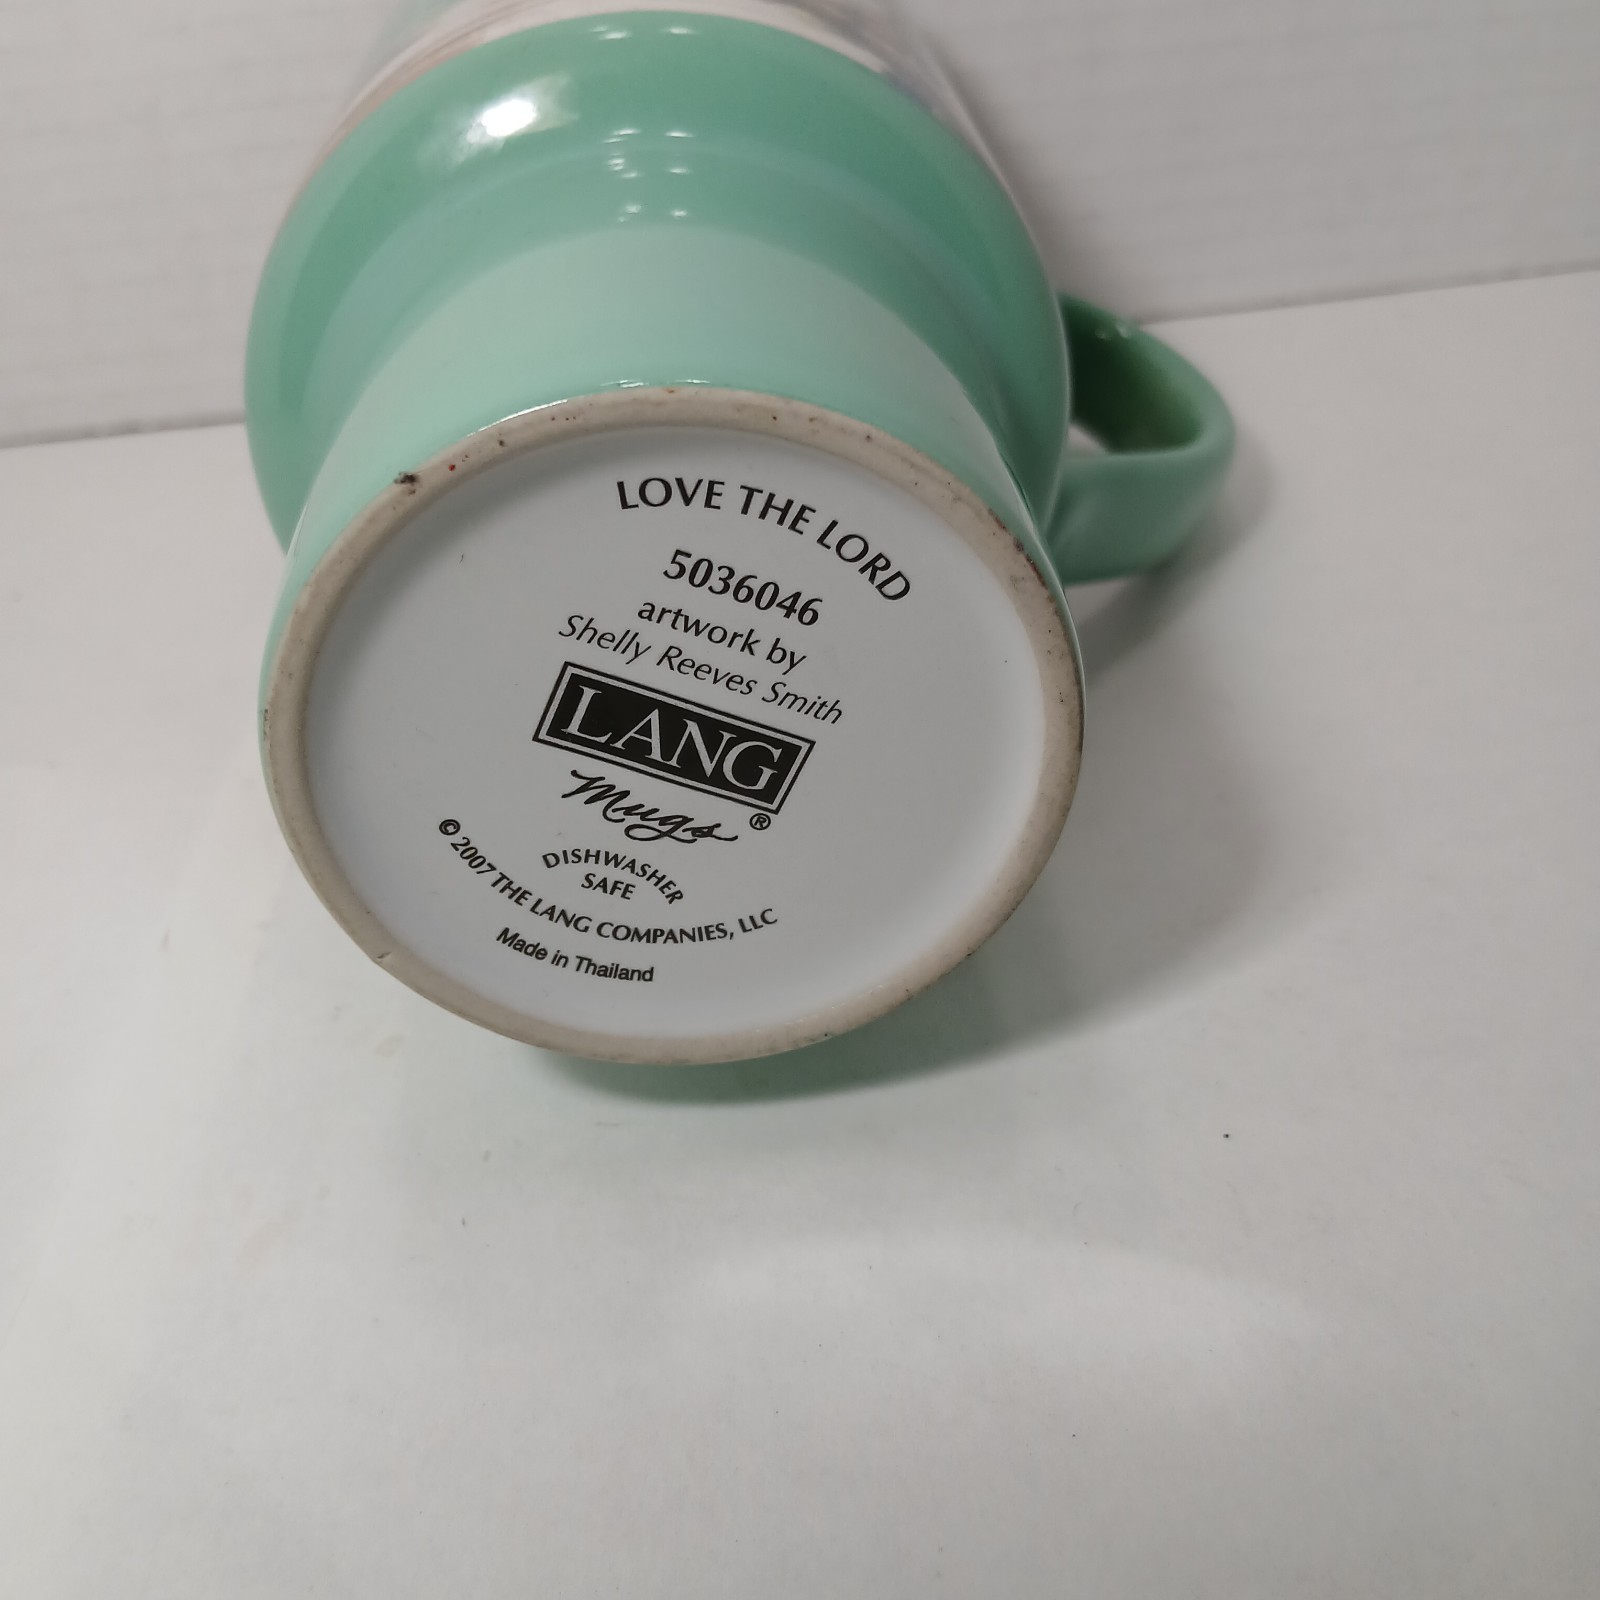 LOVE THE LORD
5036046
artwork by
Shelly Reeves Smith
LANG
Mugs ®
DISHWASHER
SAFE
© 2007 THE LANG COMPANIES, LLC
Made in Thailand